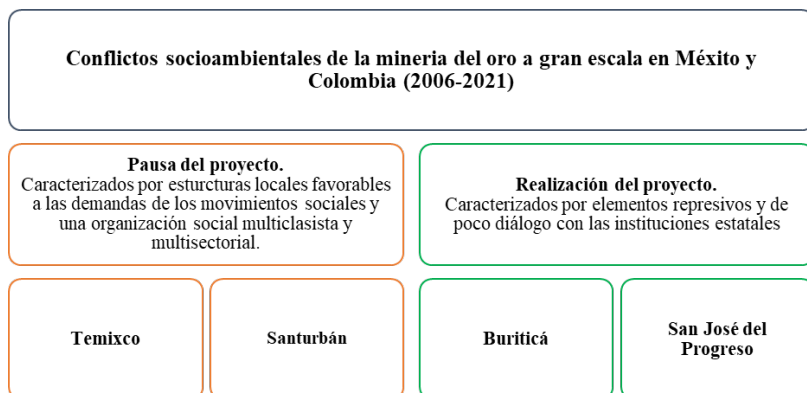 Conflictos socioambientales de la mineria del oro a gran escala en Méxito y
Colombia (2006-2021)
Pausa del proyecto.
Caracterizados por esturcturas locales favorables
a las demandas de los movimientos sociales y
una organización social multiclasista y
multisectorial.
Realización del proyecto.
Caracterizados por elementos represivos y de
poco diálogo con las instituciones estatales
Temixco
Santurbán
Buriticá
San José del
Progreso